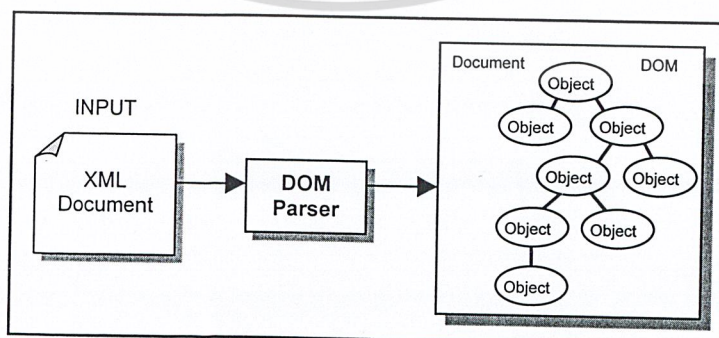 Document DOM
Object
INPUT
Object Object
XML
Document
DOM
Parser
Object Object
Object Object
Object